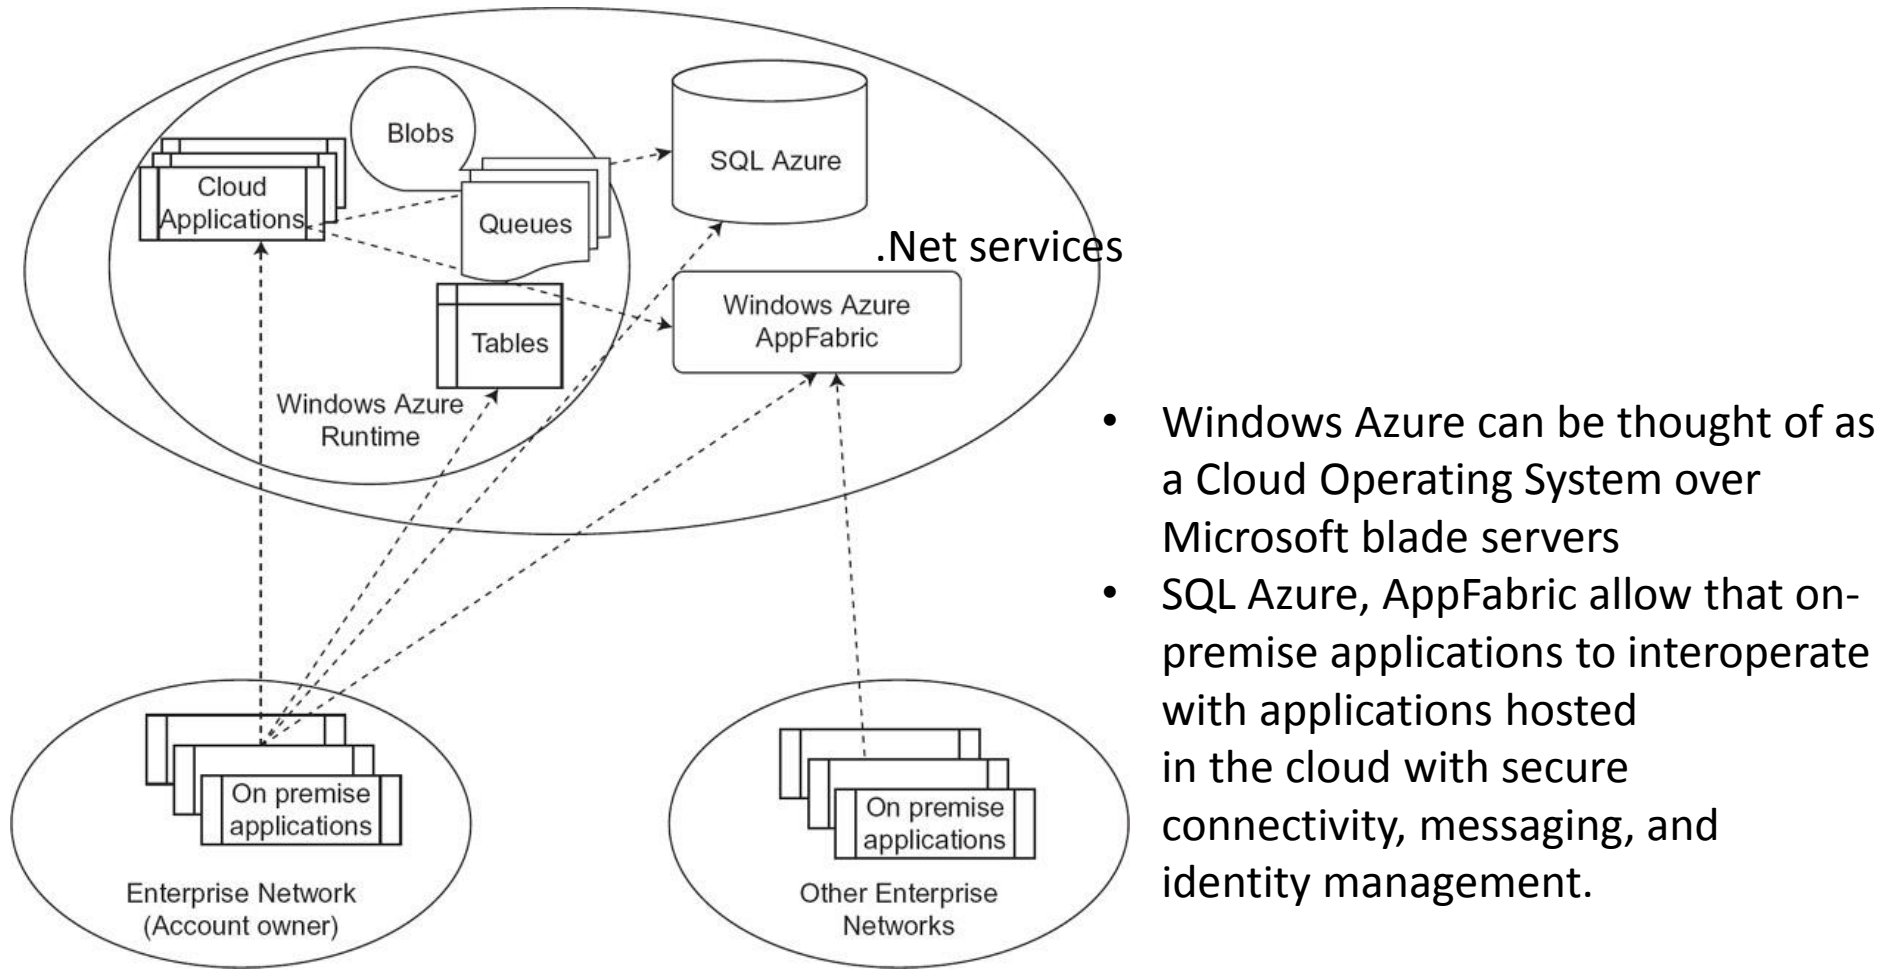 Blobs
SQL Azure
Cloud
Applications
Queues
.Net services
Windows Azure
AppFabric
Tables
Windows Azure
Runtime
• Windows Azure can be thought of as
a Cloud Operating System over
Microsoft blade servers
• SQL Azure, AppFabric allow that on-
premise applications to interoperate
with applications hosted
in the cloud with secure
connectivity, messaging, and
identity management.
On premise
applications
Enterprise Network
(Account owner)
On premise
applications
Other Enterprise
Networks